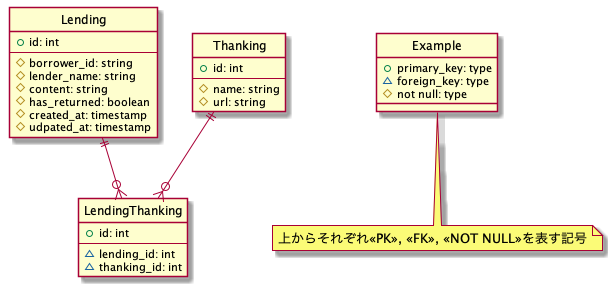 Lending
id: int
borrower_id: string
lender_name: string
content: string
has_returned: boolean
created_at: timestamp
udpated_at: timestamp
Thanking
id: int
name: string
url: string
Example
primary_key: type
foreign_key: type
not null: type
LendingThanking
id: int
lending_id: int
thanking_id: int
上からそれぞれ«PK», «FK», «NOT NULL»を表す記号